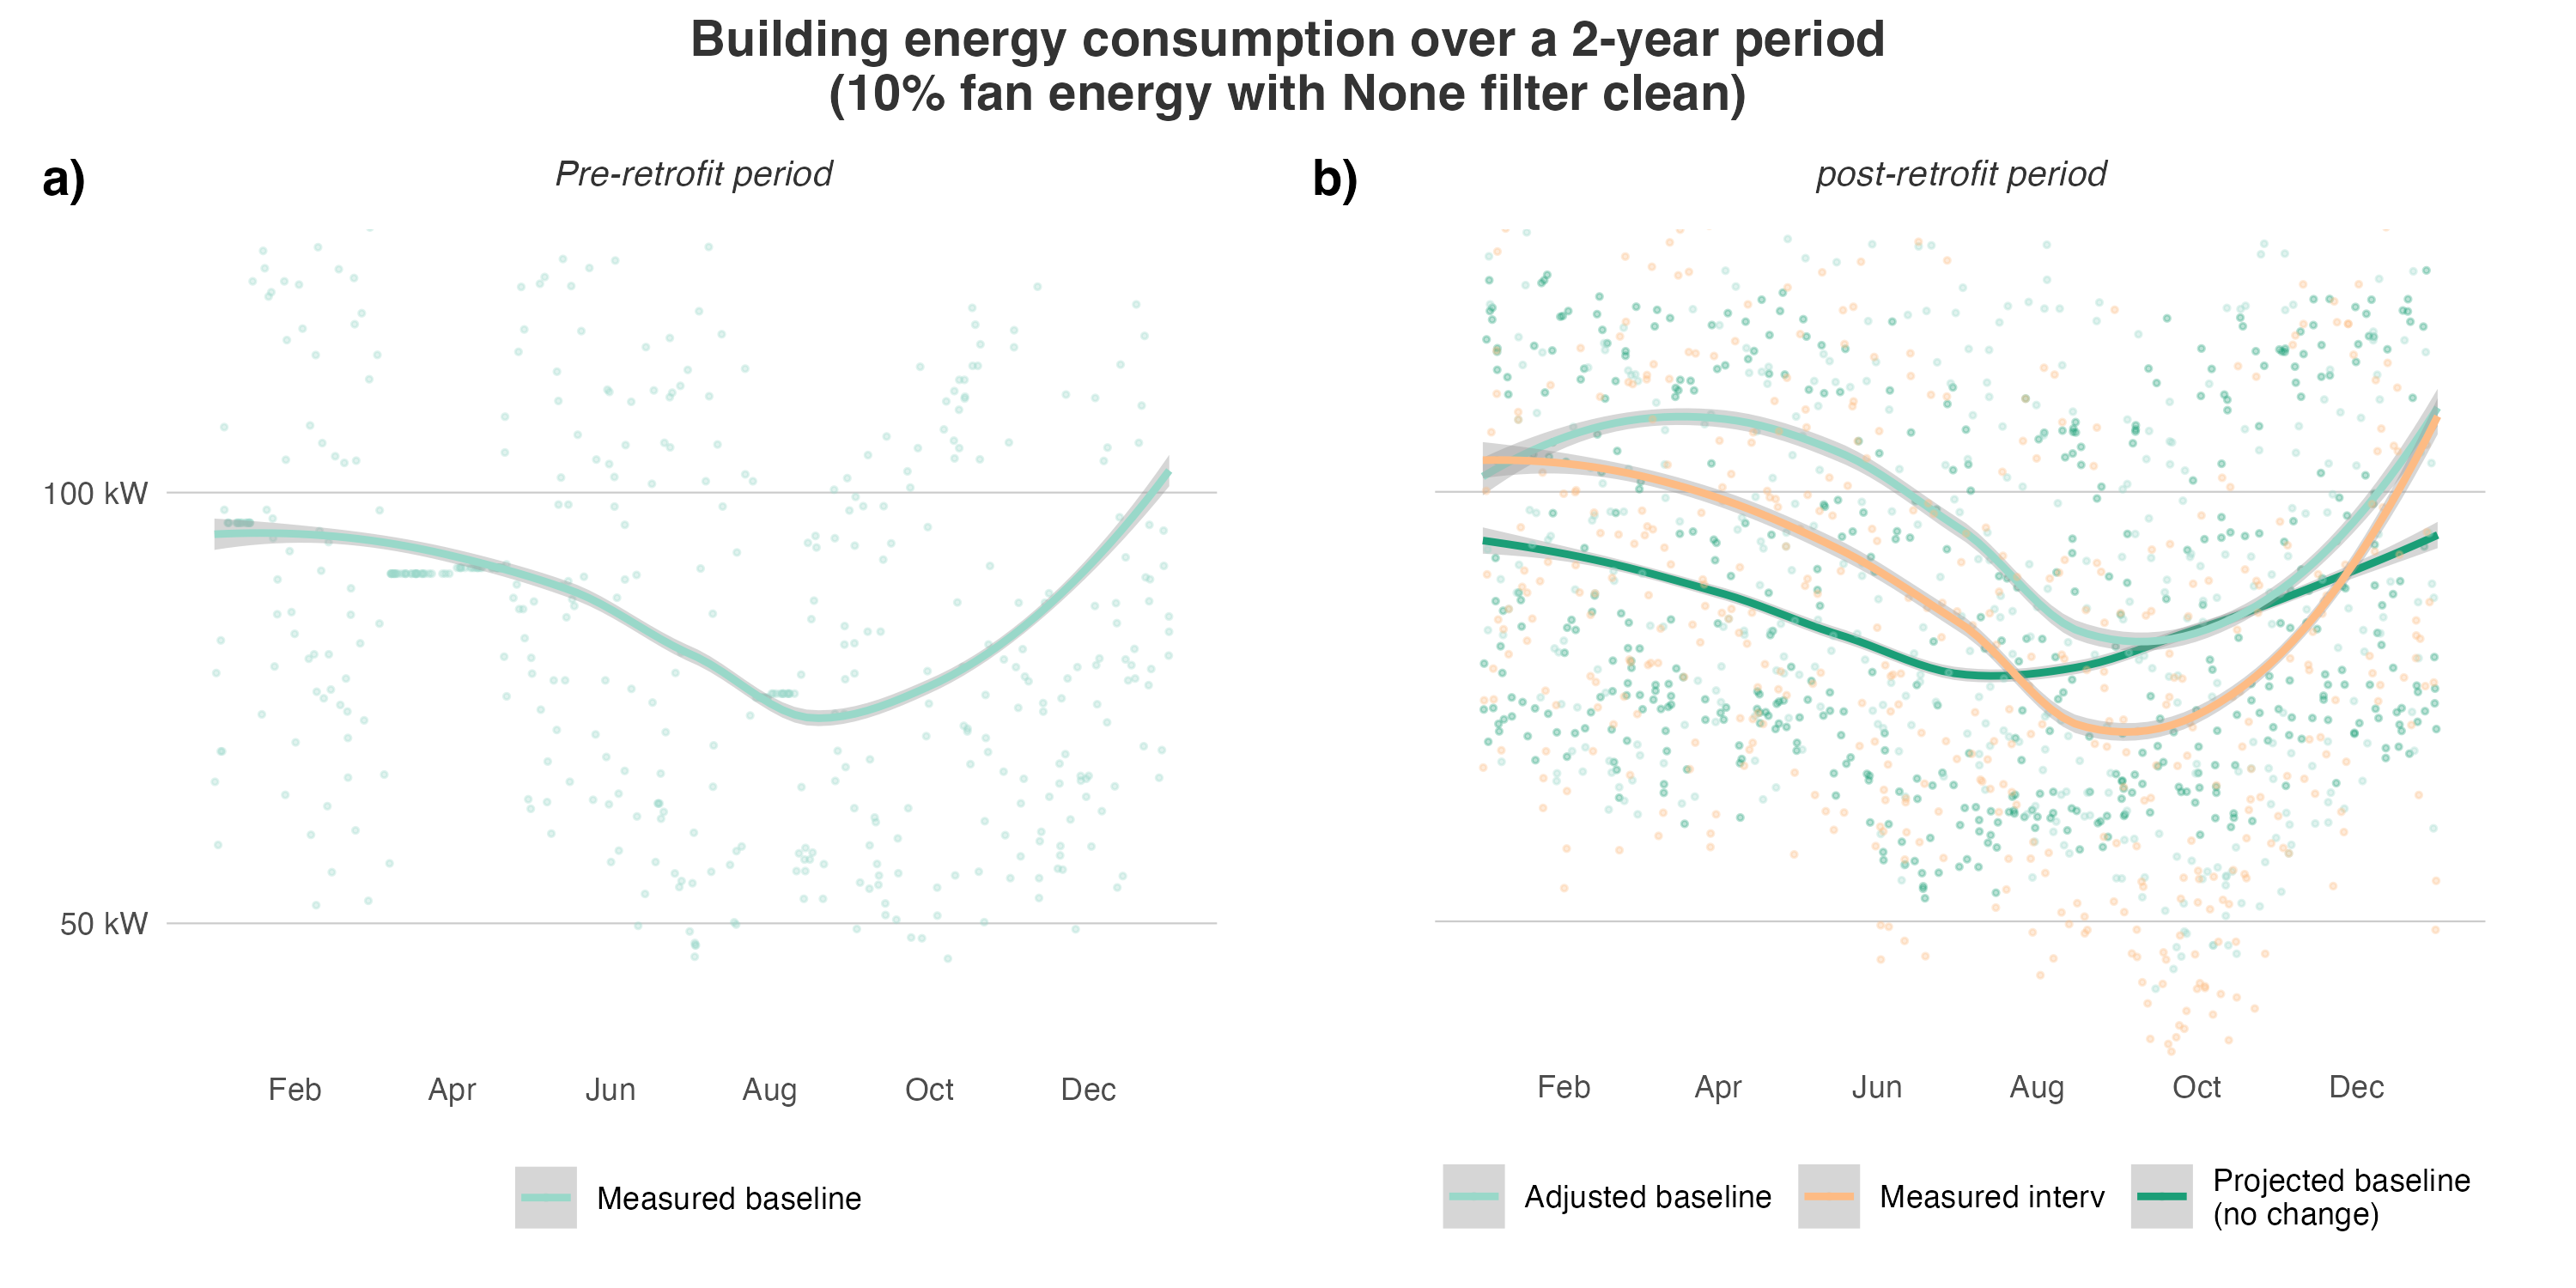 Building energy consumption over a 2-year period
(10% fan energy with None filter clean)
a)
Pre-retrofit period
100 kW
50 kW
Feb Apr Jun Aug Oct Dec
Measured baseline
b)
post-retrofit period
Feb Apr Jun Aug Oct Dec
Adjusted baseline
Measured interv
Projected baseline
(no change)